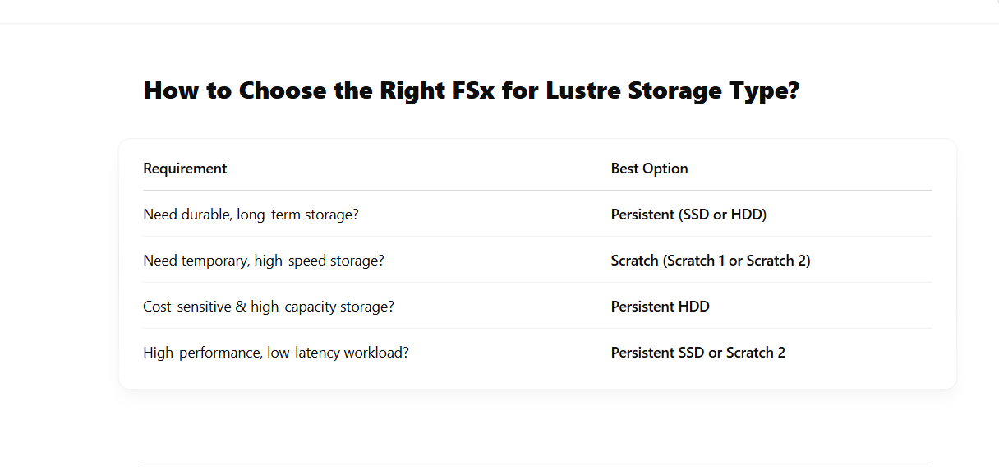 How to Choose the Right FSx for Lustre Storage Type?
Requirement Best Option
Need durable, long-term storage? Persistent (SSD or HDD)
Need temporary, high-speed storage? Scratch (Scratch 1 or Scratch 2)
Cost-sensitive & high-capacity storage? Persistent HDD
High-performance, low-latency workload? Persistent SSD or Scratch 2